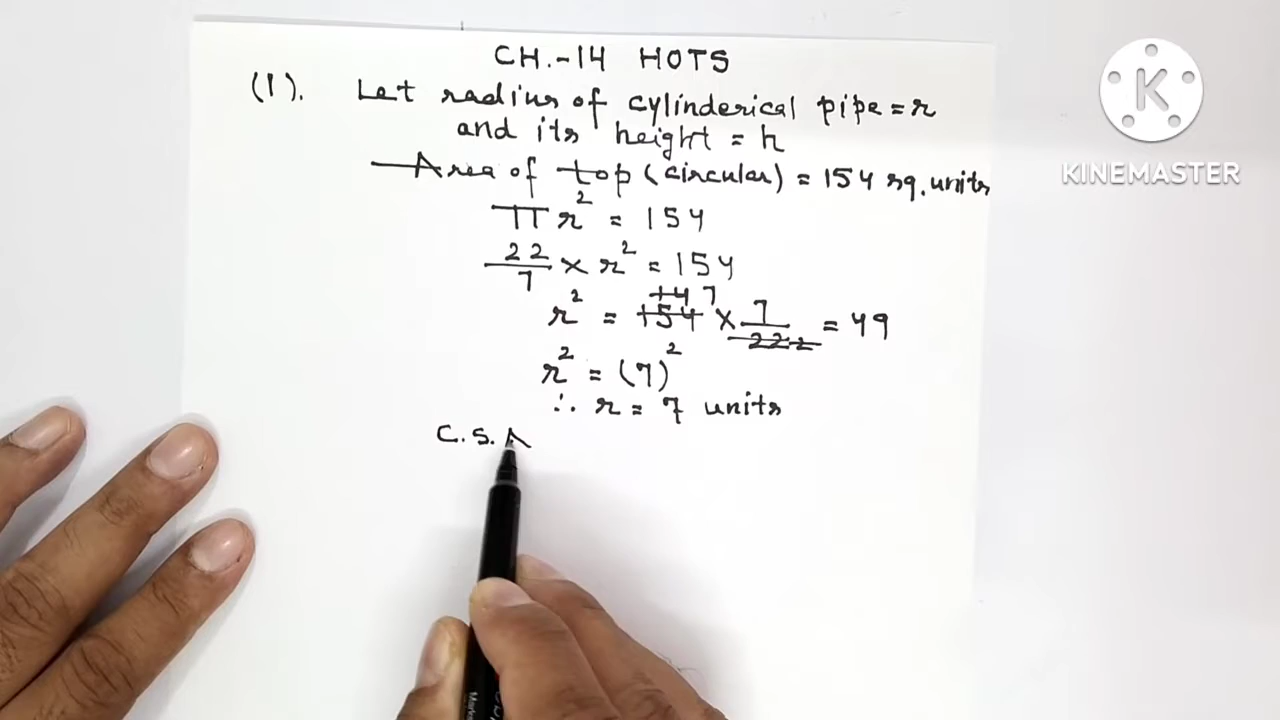 CH.-14 HOTS
(1). Let radius of cylinderical pipe = r
and its height = h
Area of top (circular) = 154 sq. units
π r² = 154
22/7 × r² = 154
r² = 154 × 7/22 = 49
r² = (7)²
∴ r = 7 units
C. S. A
K
KINEMASTER